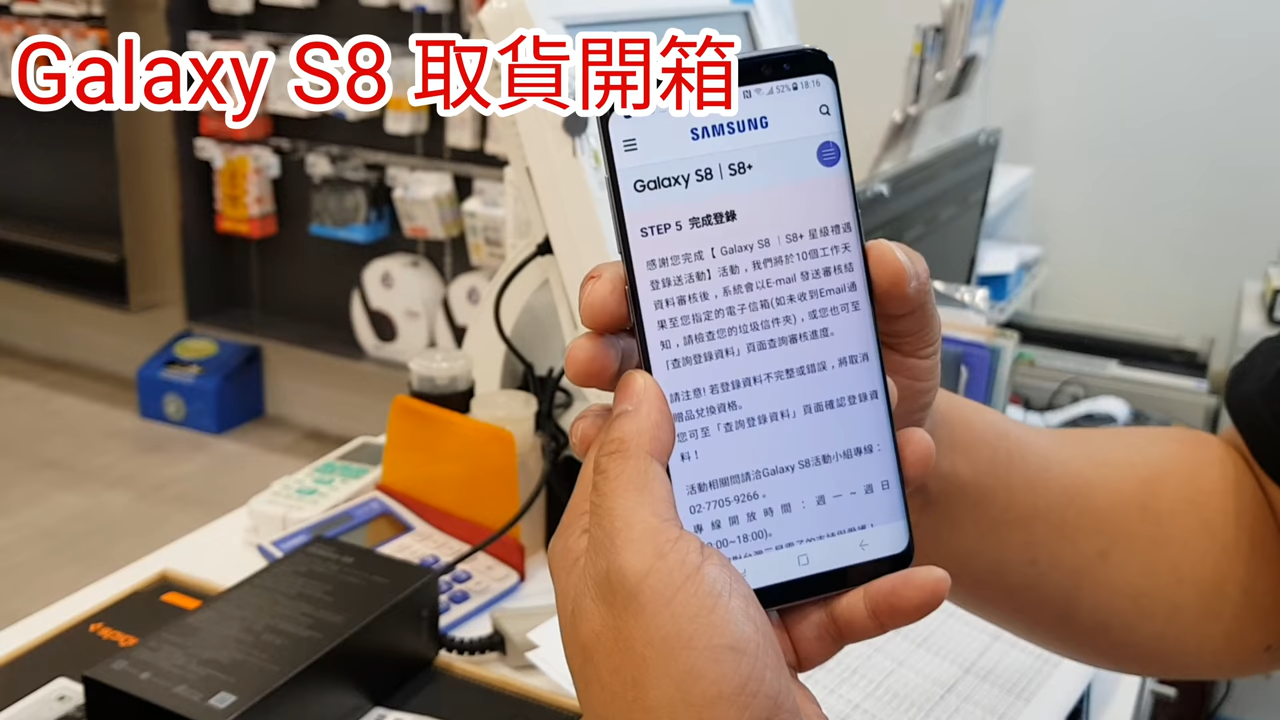 Galaxy S8 取貨開箱
52% 18:16
SAMSUNG
Galaxy S8 | S8+
STEP 5 完成登錄
感謝您完成【 Galaxy S8 | S8+ 星級禮遇
登錄送活動】活動，我們將於10個工作天
資料審核後，系統會以E-mail 發送審核結
果至您指定的電子信箱(如未收到Email通
知，請檢查您的垃圾信件夾)，或您也可至
「查詢登錄資料」頁面查詢審核進度。
請注意! 若登錄資料不完整或錯誤，將取消
贈品兌換資格。
您可至「查詢登錄資料」頁面確認登錄資
料！
活動相關問請洽Galaxy S8活動小組專線：
02-7705-9266。
專線開放時間：週一~週日
:00~18:00)。